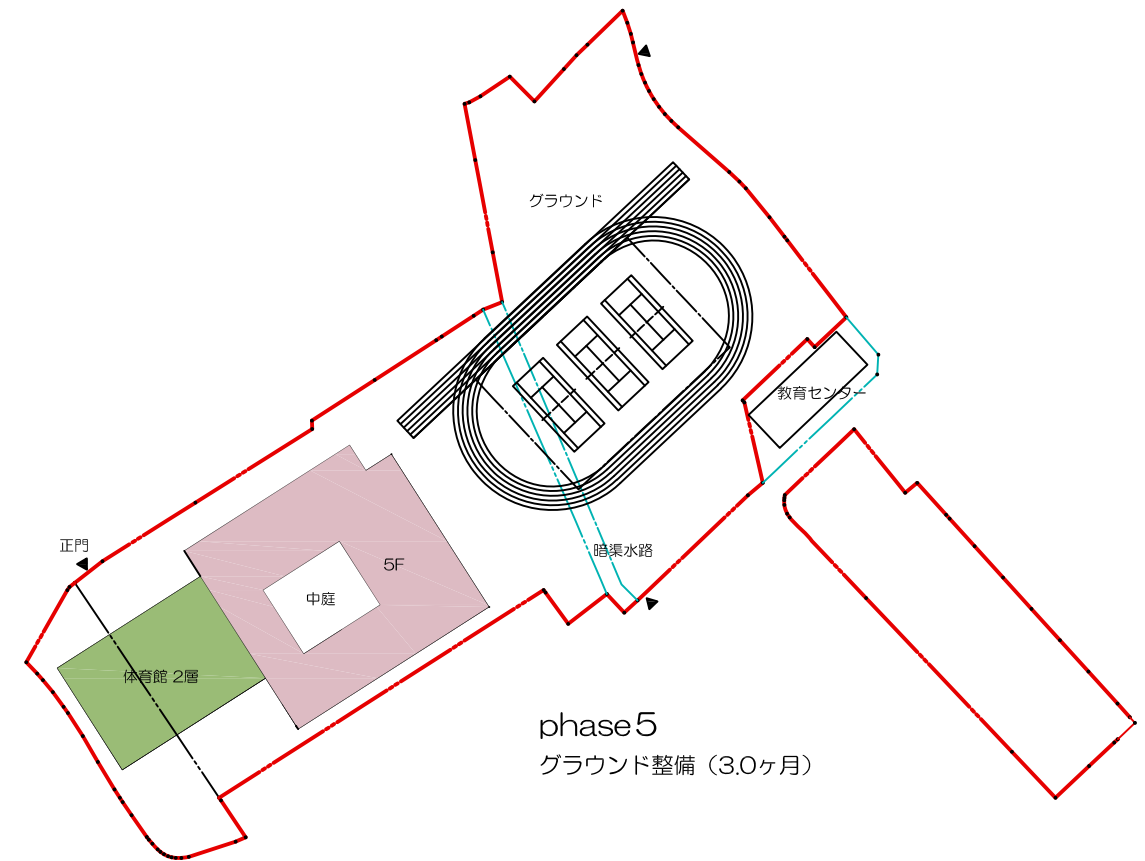 グラウンド
教育センター
正門
暗渠水路
5F
中庭
体育館 2層
phase5
グラウンド整備（3.0ヶ月）